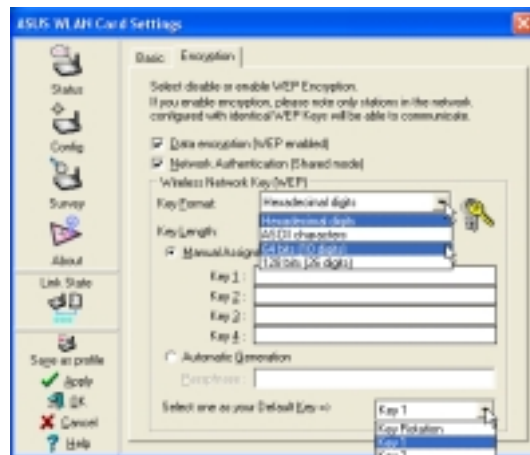 ASUS WLAN Card Settings
Status
Config
Survey
About
Link State
Save as profile
Apply
OK
Cancel
Help
Basic
Encryption
Select disable or enable WEP Encryption.
If you enable encryption, please note only stations in the network
configured with identical WEP Keys will be able to communicate.
Data encryption (WEP enabled)
Network Authentication (Shared mode)
Wireless Network Key (WEP)
Key Format: Hexadecimal digits
Hexadecimal digits
ASCII characters
Key Length:
64 bits (10 digits)
128 bits (26 digits)
Manual Assign
Key 1 :
Key 2 :
Key 3 :
Key 4 :
Automatic Generation
Passphrase :
Select one as your Default Key => Key 1
Key Rotation
Key 1
Key 2